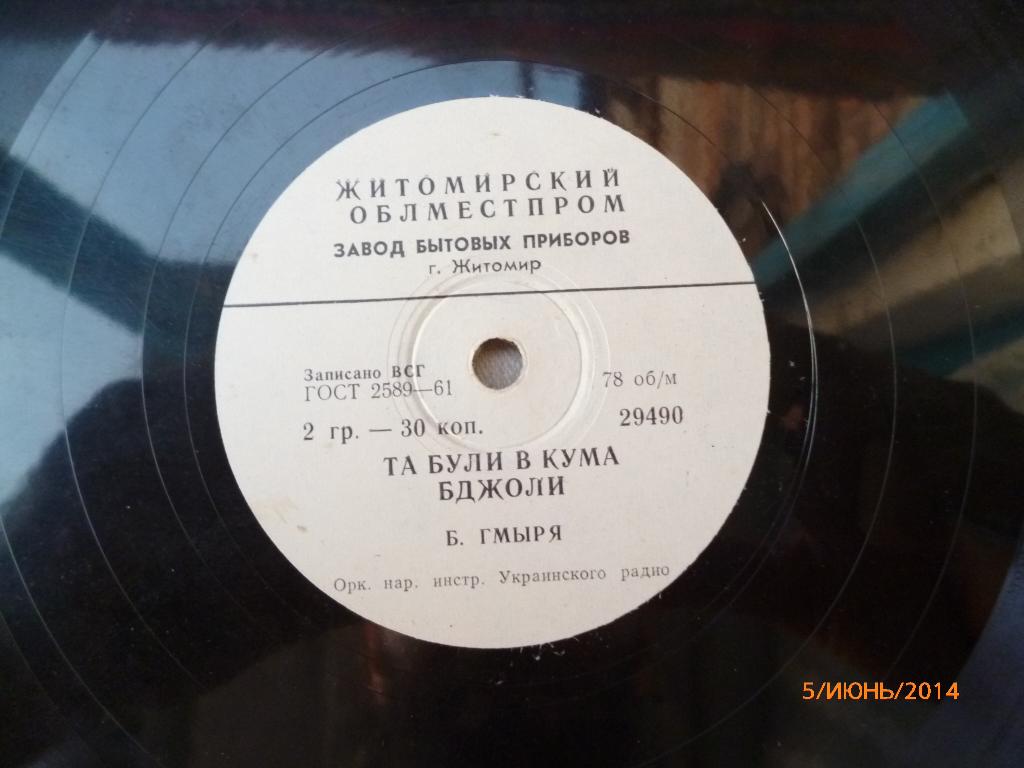 ЖИТОМИРСКИЙ
ОБЛМЕСТПРОМ
ЗАВОД БЫТОВЫХ ПРИБОРОВ
г. Житомир
Записано ВСГ
ГОСТ 2589—61
78 об/м
2 гр. — 30 коп.
29490
ТА БУЛИ В КУМА
БДЖОЛИ
Б. ГМЫРЯ
Орк. нар. инстр. Украинского радио
5/ИЮНЬ/2014